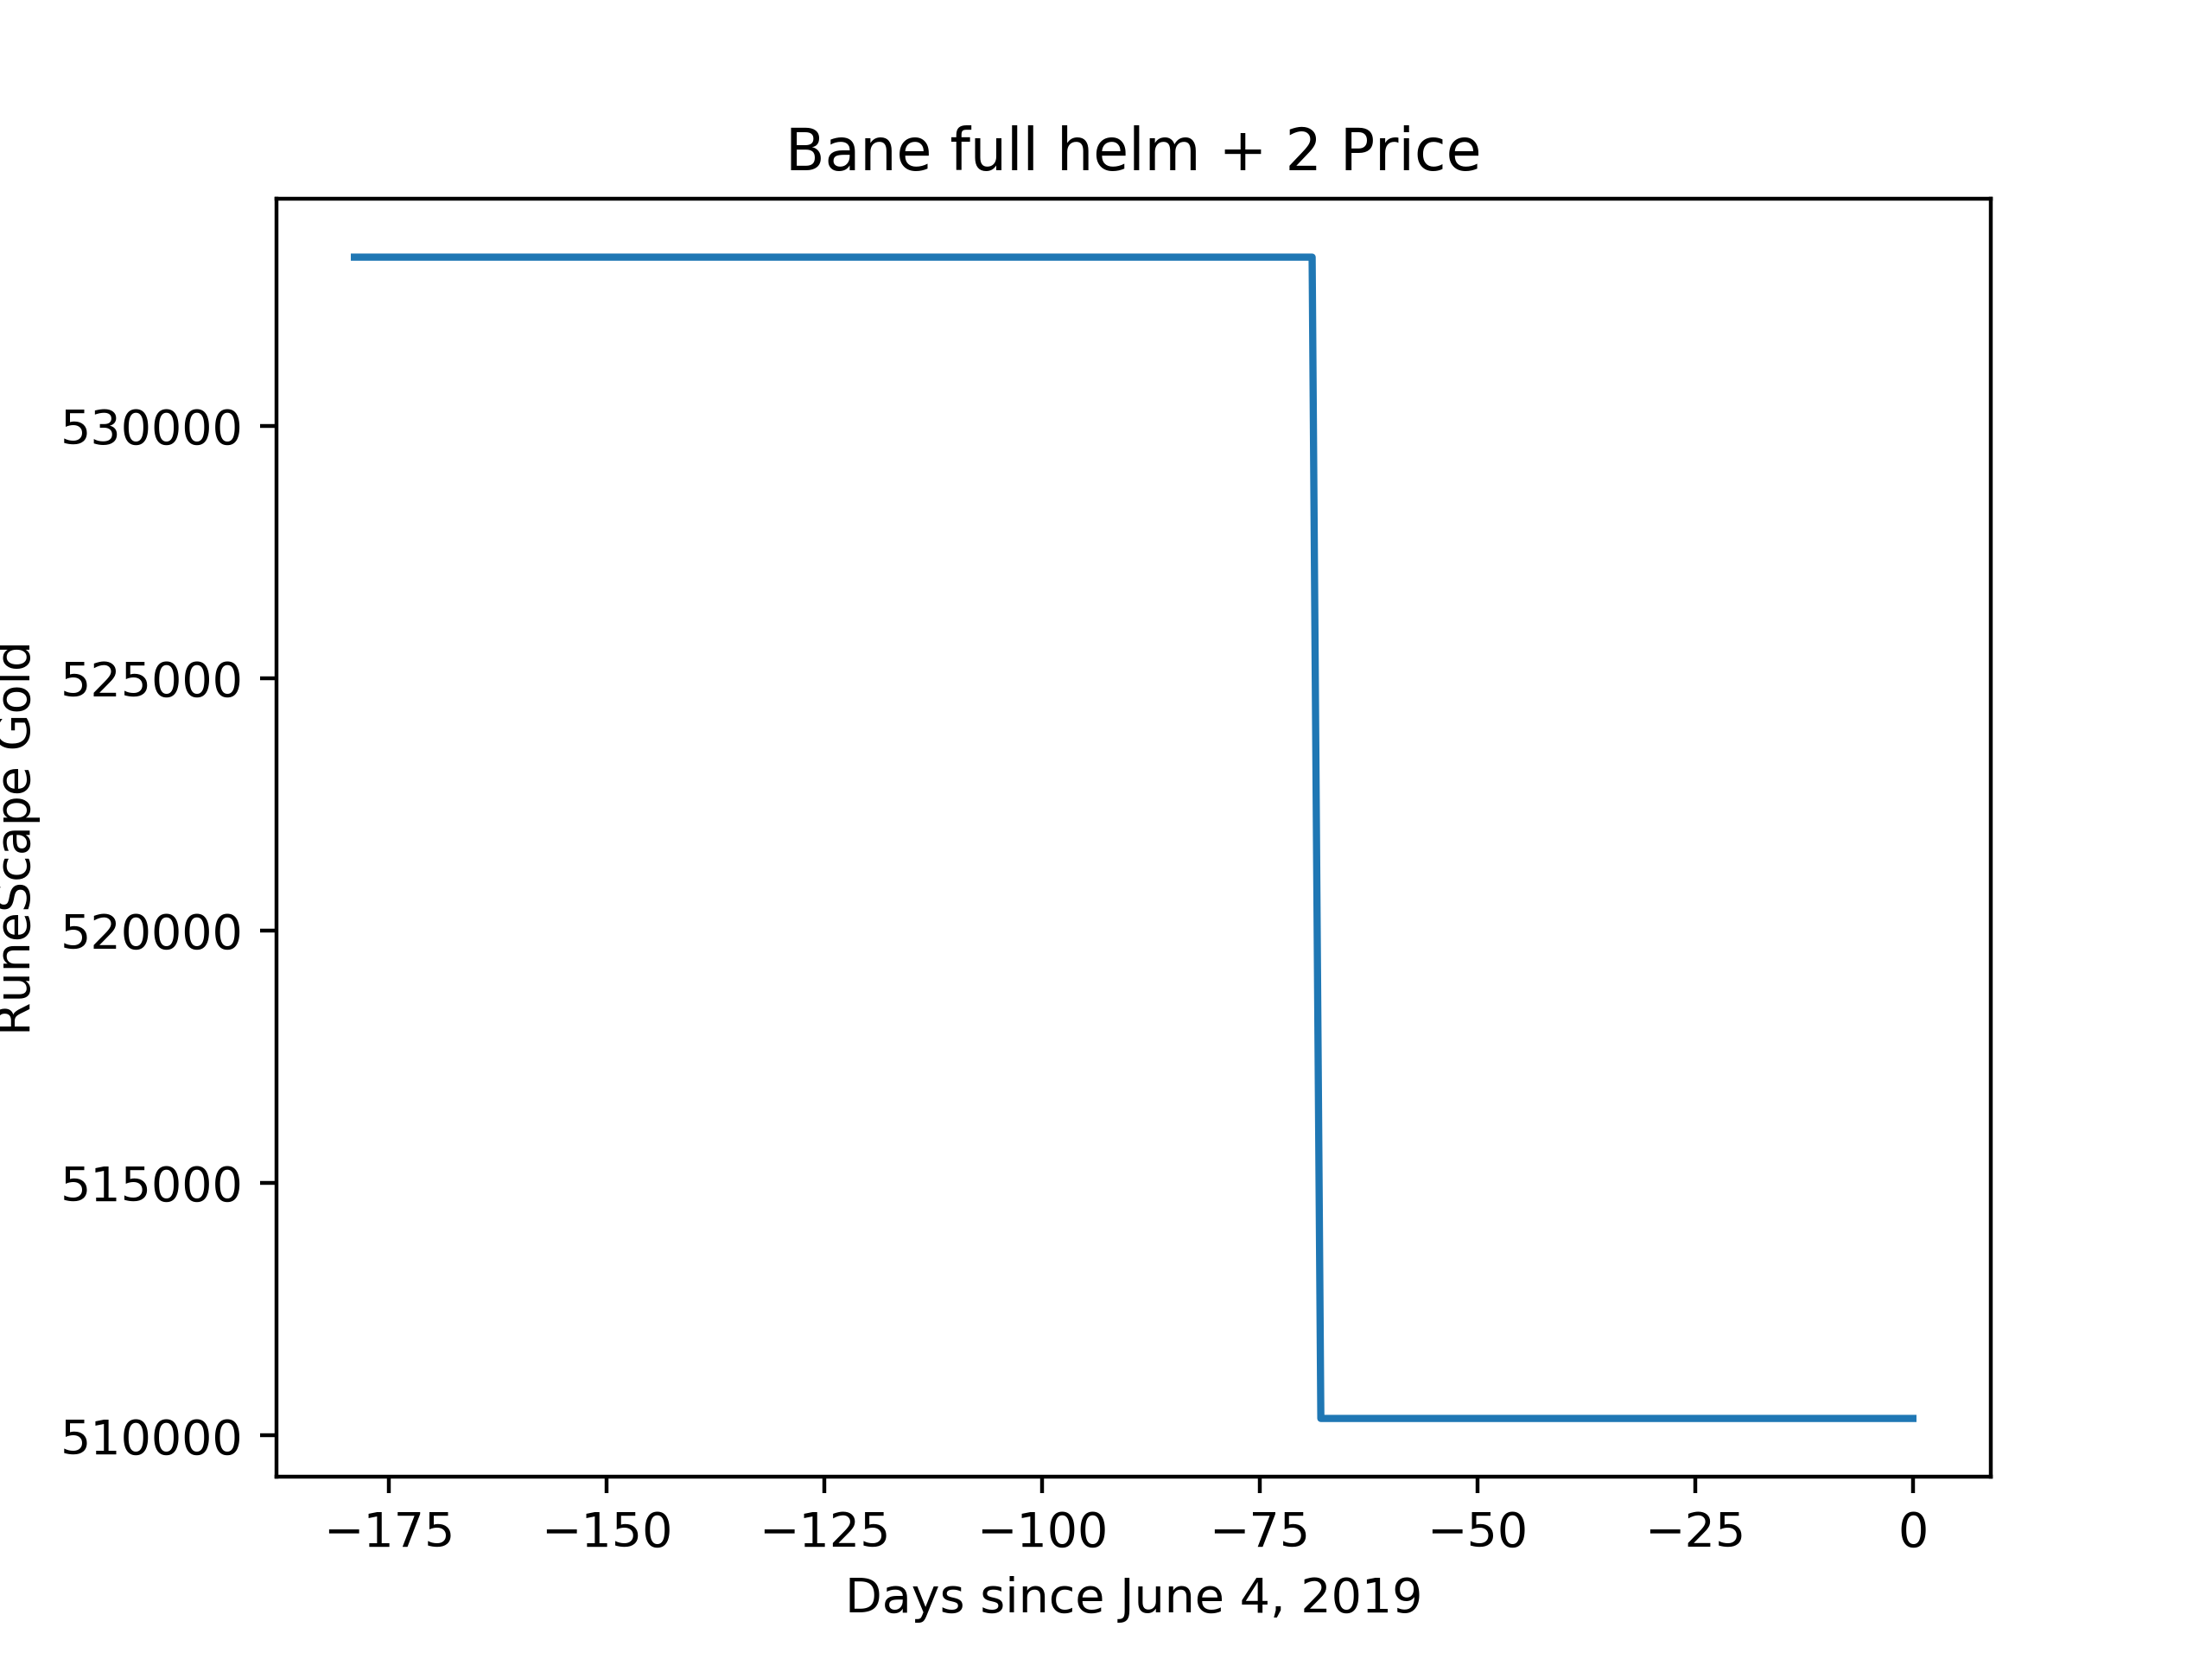 Bane full helm + 2 Price
RuneScape Gold
530000
525000
520000
515000
510000
−175 −150 −125 −100 −75 −50 −25 0
Days since June 4, 2019